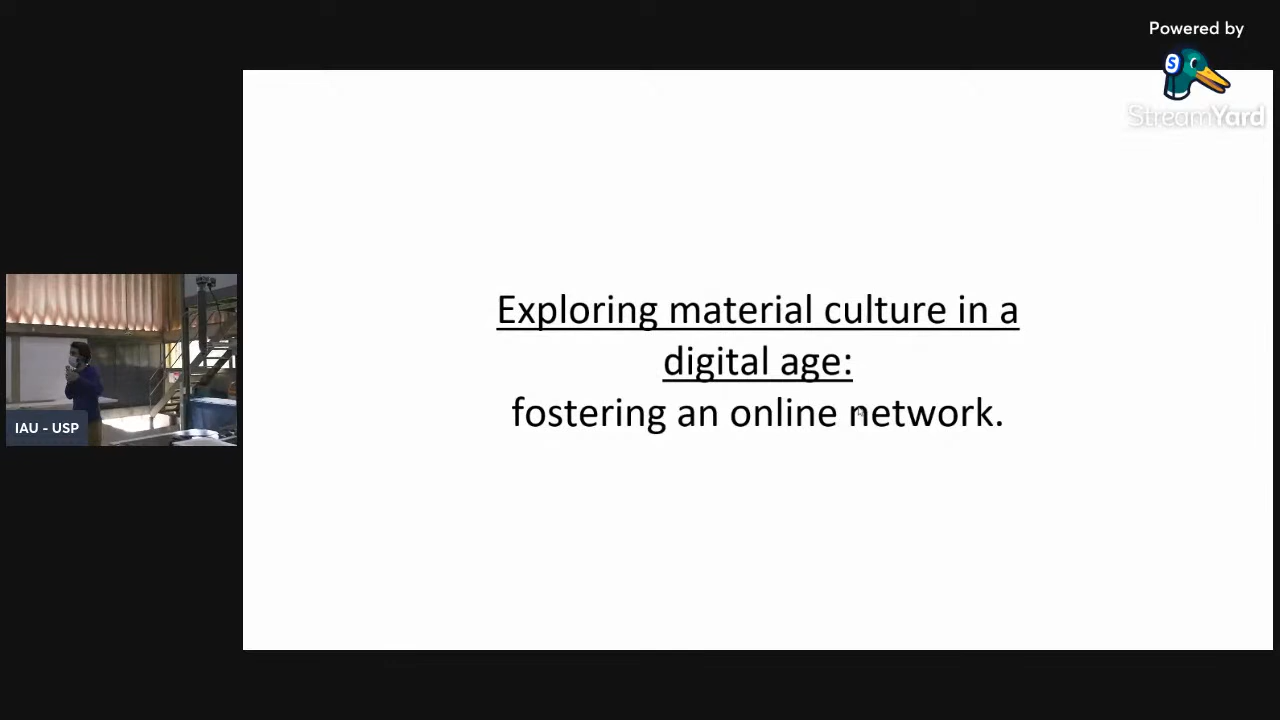 Powered by
S
StreamYard
Exploring material culture in a
digital age:
fostering an online network.
IAU - USP